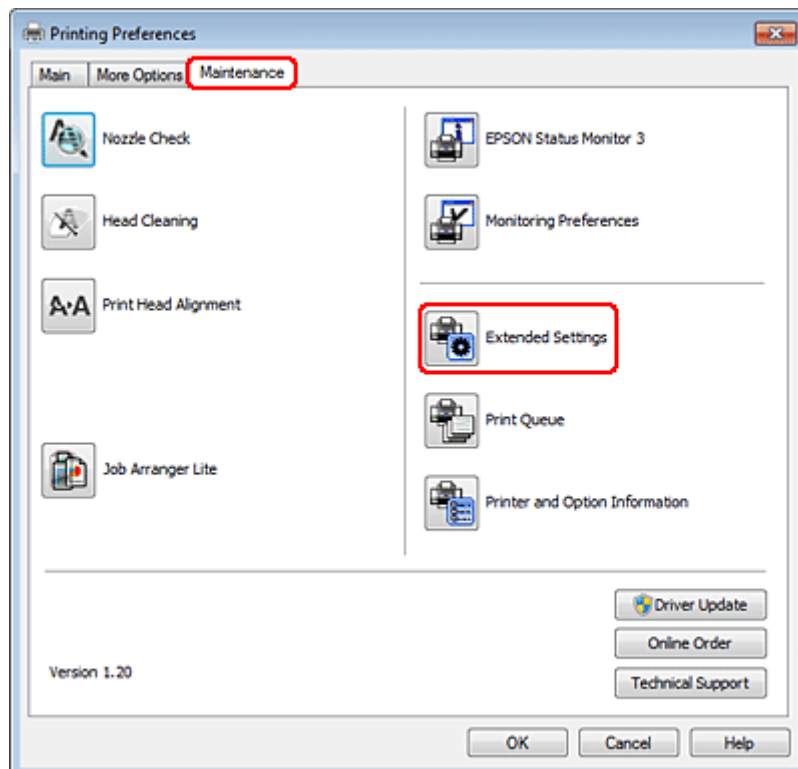 Printing Preferences
Main
More Options
Maintenance
Nozzle Check
Head Cleaning
A·A
Print Head Alignment
Job Arranger Lite
EPSON Status Monitor 3
Monitoring Preferences
Extended Settings
Print Queue
Printer and Option Information
Driver Update
Online Order
Technical Support
Version 1.20
OK
Cancel
Help